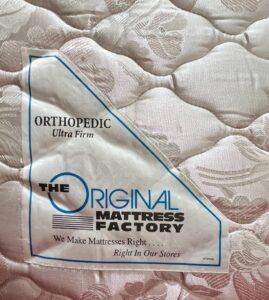 ORTHOPEDIC
Ultra Firm
THE ORIGINAL
MATTRESS
FACTORY
We Make Mattresses Right . . . .
Right In Our Stores